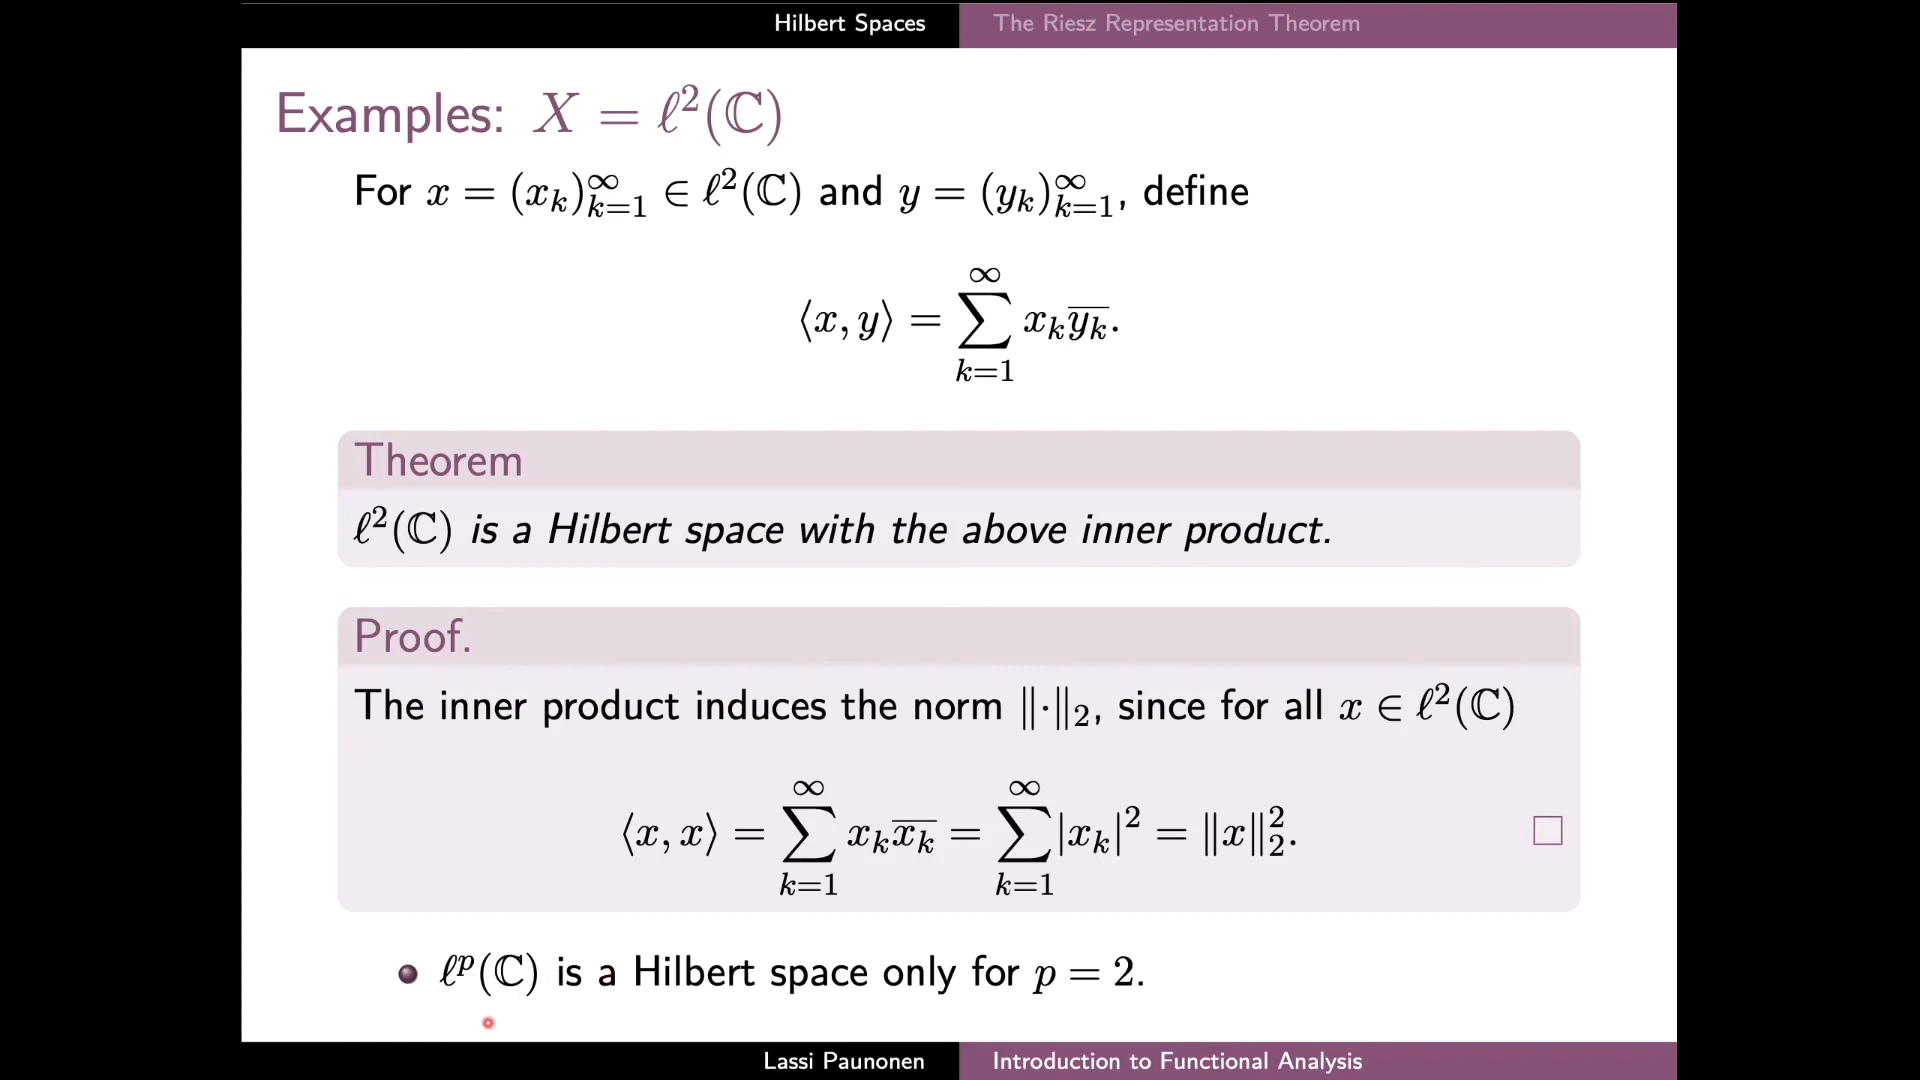 Hilbert Spaces
The Riesz Representation Theorem
Examples: X = ℓ²(ℂ)
For x = (xₖ)∞ₖ₌₁ ∈ ℓ²(ℂ) and y = (yₖ)∞ₖ₌₁, define
⟨x, y⟩ = ∑_{k=1}^{∞} x_k \overline{y_k}.
Theorem
ℓ²(ℂ) is a Hilbert space with the above inner product.
Proof.
The inner product induces the norm ‖·‖₂, since for all x ∈ ℓ²(ℂ)
⟨x, x⟩ = ∑_{k=1}^{∞} x_k \overline{x_k} = ∑_{k=1}^{∞} |x_k|² = ‖x‖₂². □
• ℓᵖ(ℂ) is a Hilbert space only for p = 2.
Lassi Paunonen
Introduction to Functional Analysis